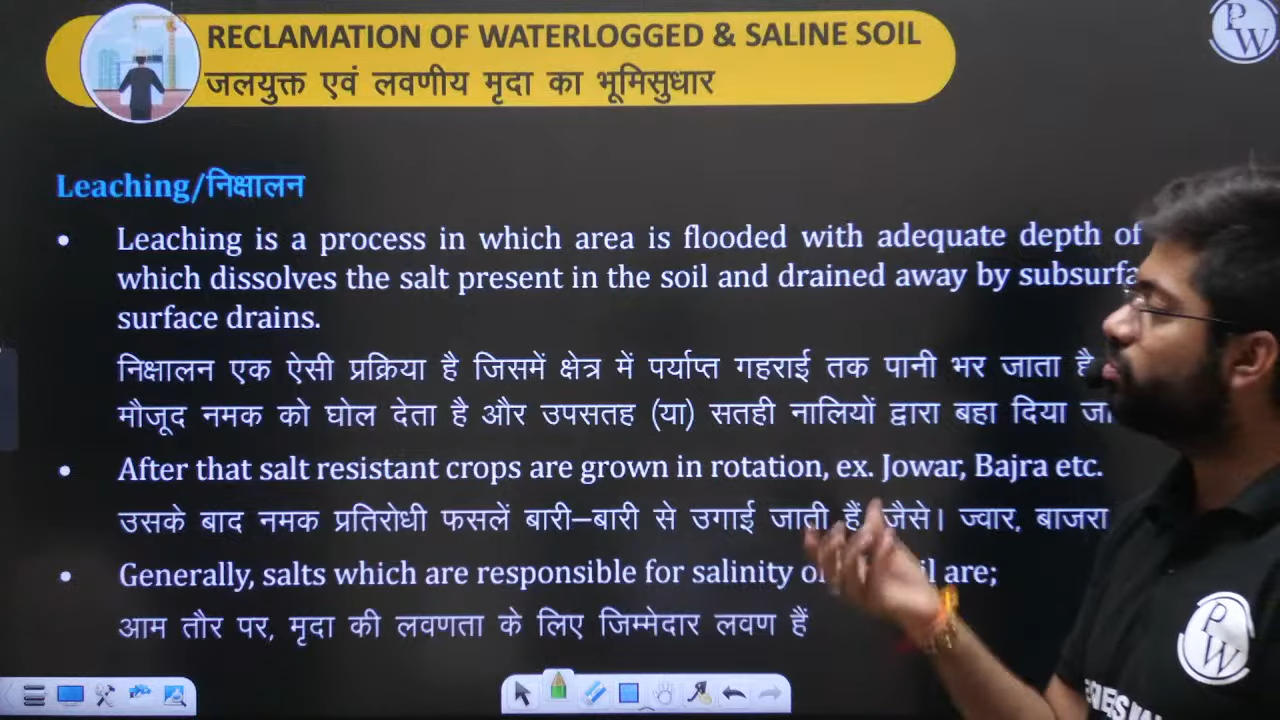 RECLAMATION OF WATERLOGGED & SALINE SOIL
जलयुक्त एवं लवणीय मृदा का भूमिसुधार
PW
Leaching/निक्षालन
• Leaching is a process in which area is flooded with adequate depth of
which dissolves the salt present in the soil and drained away by subsurfa
surface drains.
निक्षालन एक ऐसी प्रक्रिया है जिसमें क्षेत्र में पर्याप्त गहराई तक पानी भर जाता है
मौजूद नमक को घोल देता है और उपसतह (या) सतही नालियों द्वारा बहा दिया जा
• After that salt resistant crops are grown in rotation, ex. Jowar, Bajra etc.
उसके बाद नमक प्रतिरोधी फसलें बारी–बारी से उगाई जाती हैं जैसे। ज्वार, बाजरा
• Generally, salts which are responsible for salinity are;
आम तौर पर, मृदा की लवणता के लिए जिम्मेदार लवण हैं
PW